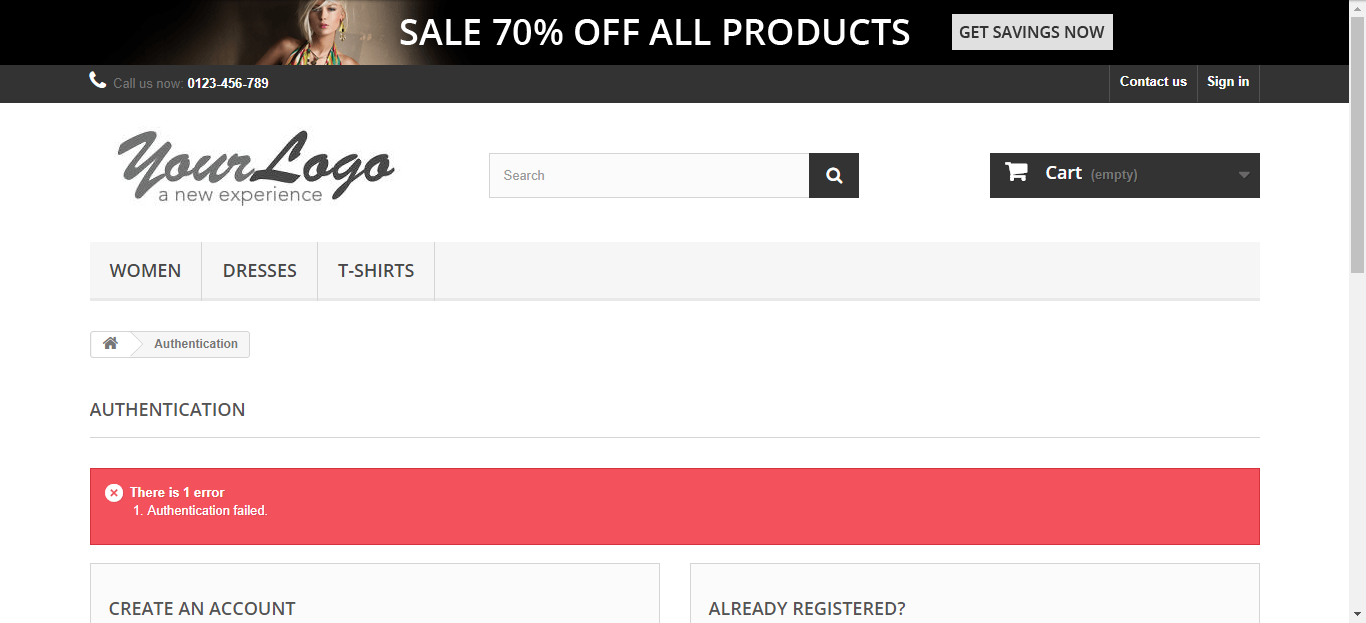 SALE 70% OFF ALL PRODUCTS GET SAVINGS NOW
Call us now: 0123-456-789 Contact us Sign in
YourLogo
a new experience
Search Cart (empty)
WOMEN DRESSES T-SHIRTS
Authentication
AUTHENTICATION
There is 1 error
1. Authentication failed.
CREATE AN ACCOUNT ALREADY REGISTERED?